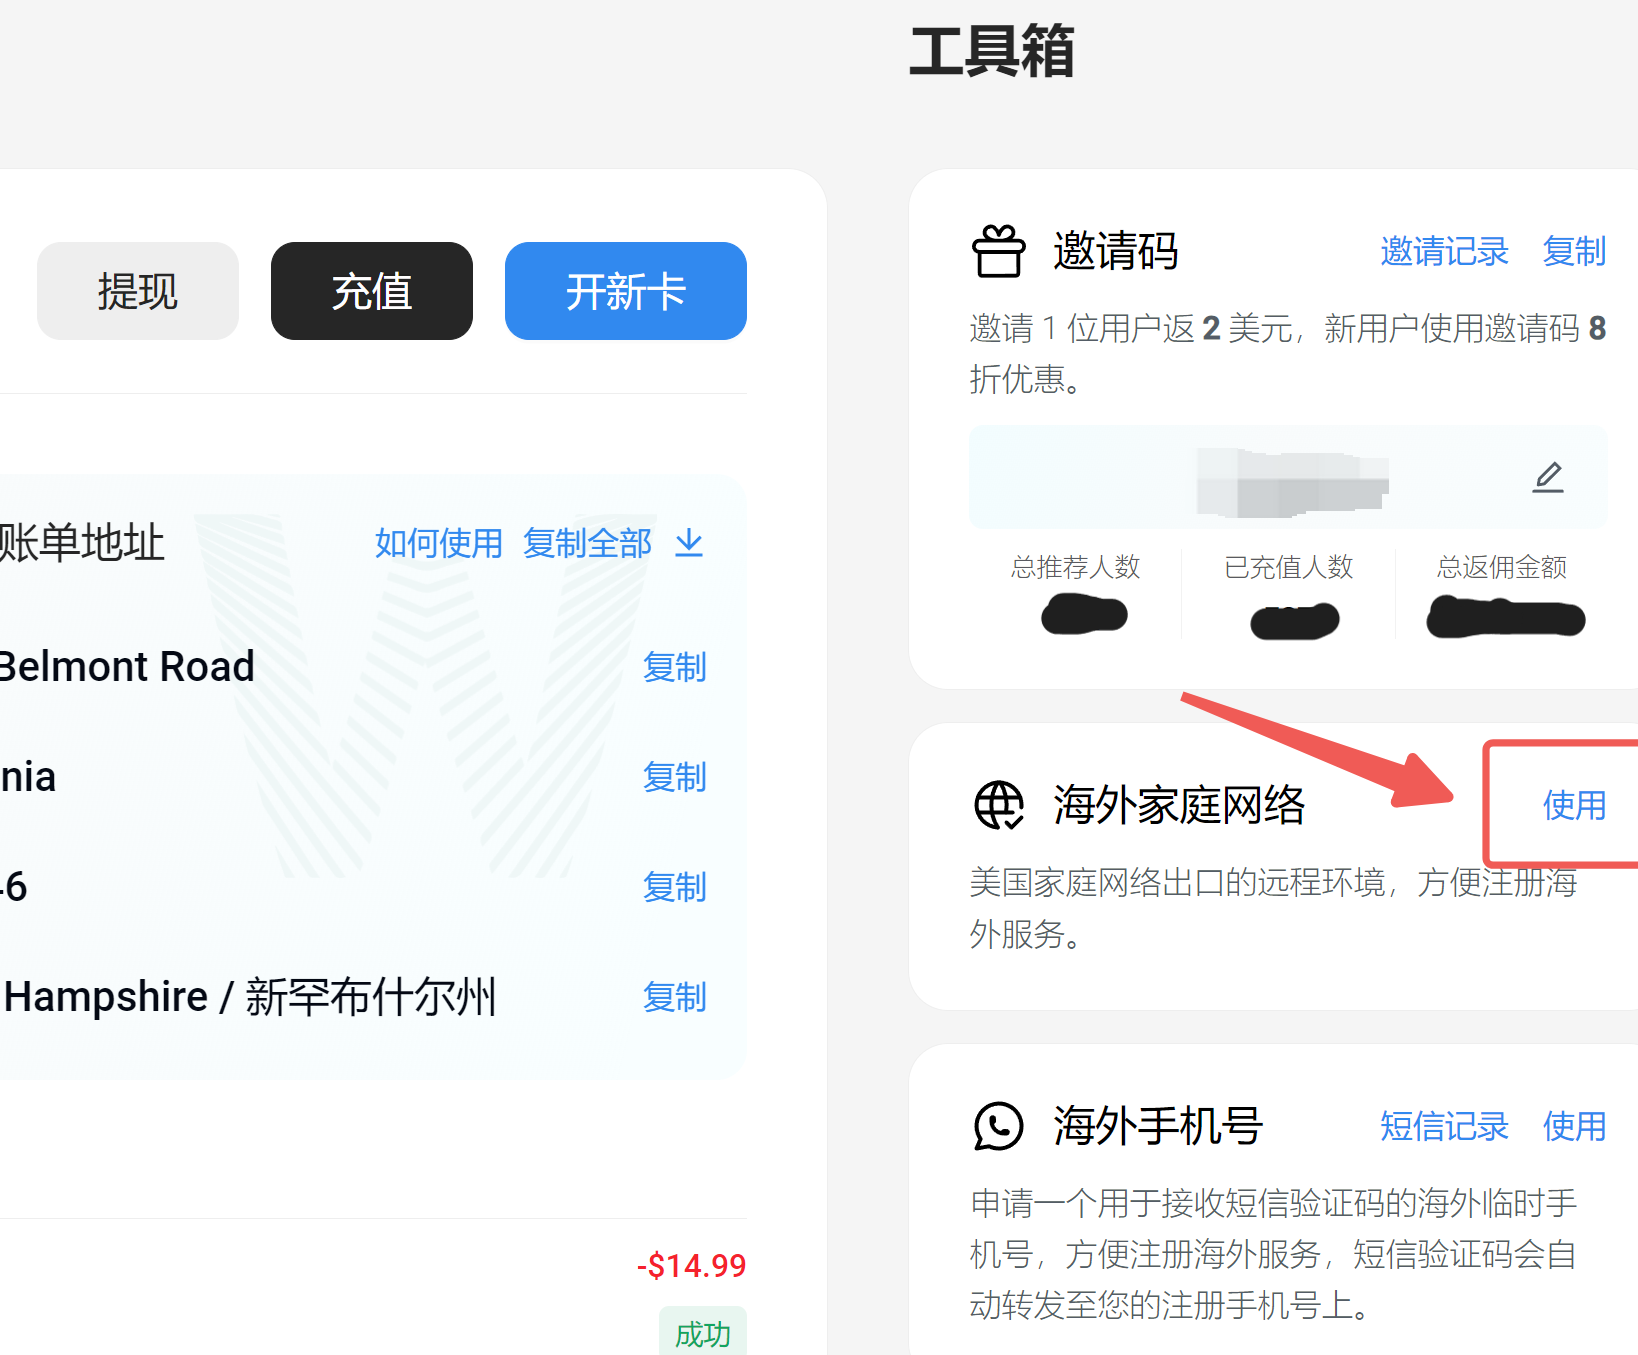 提现
充值
开新卡
账单地址
如何使用
复制全部
Belmont Road
复制
nia
复制
46
复制
Hampshire / 新罕布什尔州
复制
-$14.99
成功
工具箱
邀请码
邀请记录
复制
邀请 1 位用户返 2 美元，新用户使用邀请码 8
折优惠。
总推荐人数
已充值人数
总返佣金额
海外家庭网络
使用
美国家庭网络出口的远程环境，方便注册海
外服务。
海外手机号
短信记录
使用
申请一个用于接收短信验证码的海外临时手
机号，方便注册海外服务，短信验证码会自
动转发至您的注册手机号上。